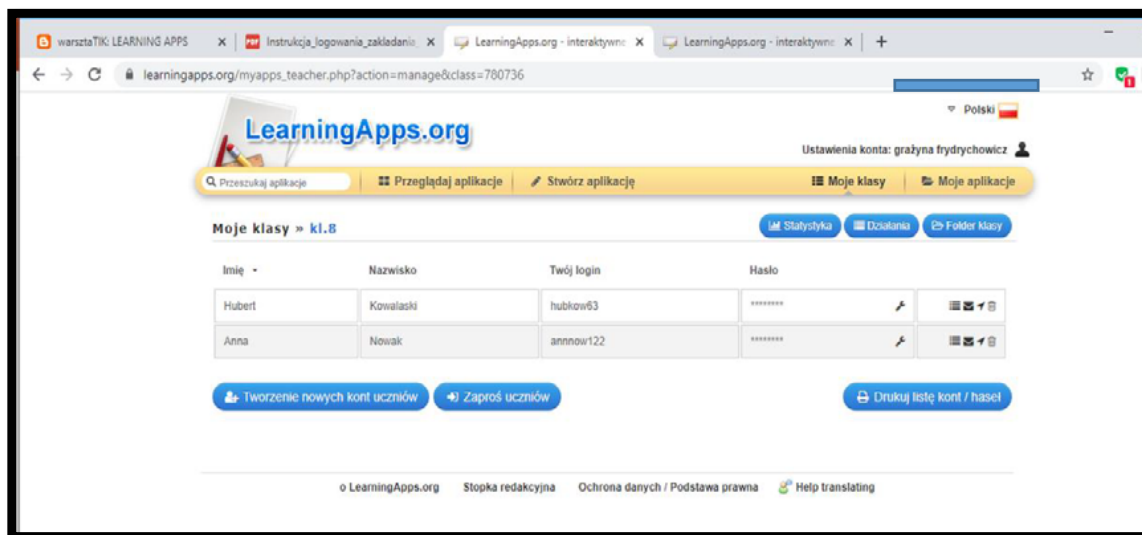 warsztaTIK: LEARNING APPS
Instrukcja_logowania_zakladania_
LearningApps.org - interaktywne
LearningApps.org - interaktywne
learningapps.org/myapps_teacher.php?action=manage&class=780736
LearningApps.org
Polski
Ustawienia konta: grażyna frydrychowicz
Przeszukaj aplikacje
Przeglądaj aplikacje
Stwórz aplikację
Moje klasy
Moje aplikacje
Moje klasy » kl.8
Statystyka
Działania
Folder klasy
Imię Nazwisko Twój login Hasło
Hubert Kowalaski hubkow63 ********
Anna Nowak annnow122 ********
Tworzenie nowych kont uczniów
Zaproś uczniów
Drukuj listę kont / haseł
o LearningApps.org Stopka redakcyjna Ochrona danych / Podstawa prawna Help translating